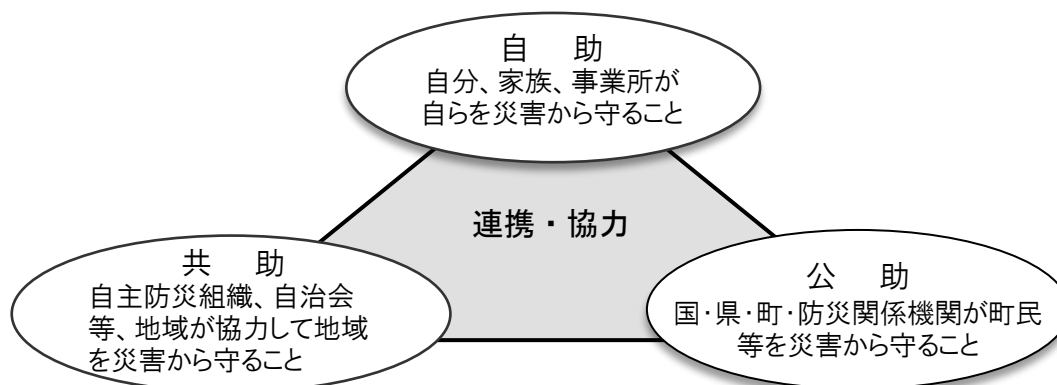 自　助
自分、家族、事業所が
自らを災害から守ること
連携・協力
共　助
自主防災組織、自治会
等、地域が協力して地域
を災害から守ること
公　助
国･県･町･防災関係機関が町民
等を災害から守ること